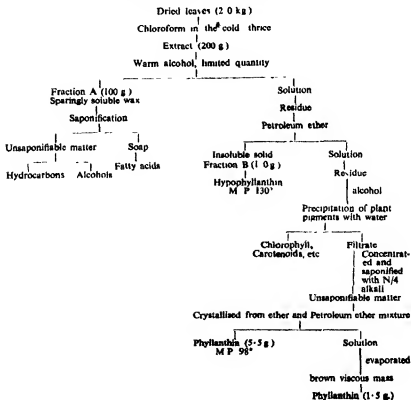 Dried leaves (2 0 kg)
Chloroform in the cold thrice
Extract (200 g)
Warm alcohol, limited quantity
Fraction A (100 g)
Sparingly soluble wax
Solution
Saponification
Residue
Petroleum ether
Unsaponifiable matter
Soap
Insoluble solid
Fraction B (1 0 g)
Solution
Hydrocarbons
Alcohols
Fatty acids
Hypophyllanthin
M P 130°
Residue
alcohol
Precipitation of plant
pigments with water
Chlorophyll,
Carotenoids, etc
Filtrate
Concentrat-
ed and
saponified
with N/4
alkali
Unsaponifiable matter
Crystallised from ether and Petroleum ether mixture
Phyllanthin (5·5 g)
M P 98°
Solution
evaporated
brown viscous mass
Phyllanthin (1·5 g.)